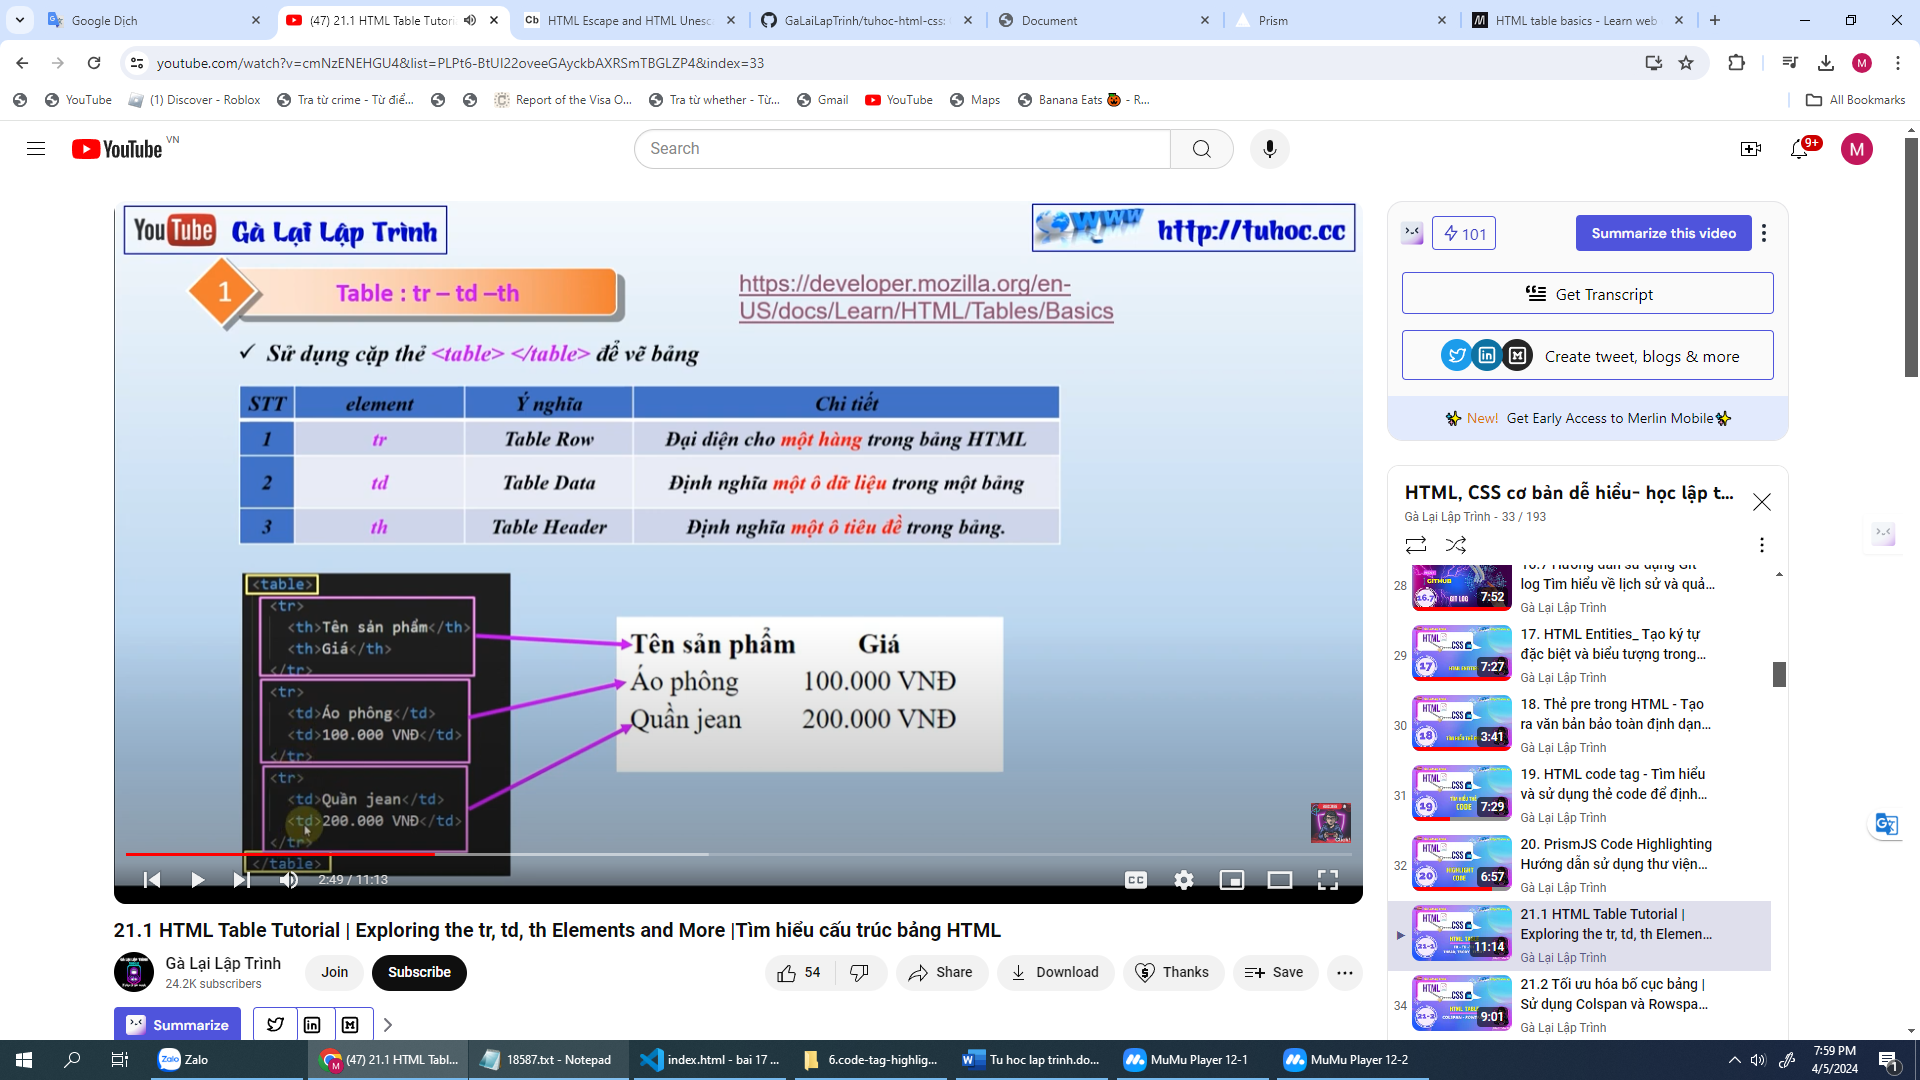 Google Dịch
(47) 21.1 HTML Table Tutori
HTML Escape and HTML Unesc
GaLaiLapTrinh/tuhoc-html-css:
Document
Prism
HTML table basics - Learn web
youtube.com/watch?v=cmNzENEHGU4&list=PLPt6-BtUI22oveeGAyckbAXRSmTBGLZP4&index=33
YouTube
(1) Discover - Roblox
Tra từ crime - Từ điể...
Report of the Visa O...
Tra từ whether - Từ...
Gmail
YouTube
Maps
Banana Eats 🎃 - R...
All Bookmarks
YouTube VN
Search
9+
M
YouTube Gà Lại Lập Trình
WWW http://tuhoc.cc
1
Table : tr – td –th
https://developer.mozilla.org/en-
US/docs/Learn/HTML/Tables/Basics
✓ Sử dụng cặp thẻ <table> </table> để vẽ bảng
STT element Ý nghĩa Chi tiết
1 tr Table Row Đại diện cho một hàng trong bảng HTML
2 td Table Data Định nghĩa một ô dữ liệu trong một bảng
3 th Table Header Định nghĩa một ô tiêu đề trong bảng.
<table>
<tr>
<th>Tên sản phẩm</th>
<th>Giá</th>
</tr>
<tr>
<td>Áo phông</td>
<td>100.000 VNĐ</td>
</tr>
<tr>
<td>Quần jean</td>
<td>200.000 VNĐ</td>
</tr>
</table>
Tên sản phẩm Giá
Áo phông 100.000 VNĐ
Quần jean 200.000 VNĐ
2:49 / 11:13
CC
21.1 HTML Table Tutorial | Exploring the tr, td, th Elements and More |Tìm hiểu cấu trúc bảng HTML
Gà Lại Lập Trình
24.2K subscribers
Join
Subscribe
54
Share
Download
Thanks
Save
Summarize
101
Summarize this video
Get Transcript
Create tweet, blogs & more
✨ New! Get Early Access to Merlin Mobile✨
HTML, CSS cơ bản dễ hiểu- học lập t...
Gà Lại Lập Trình - 33 / 193
28
7:52
16.7 Hướng dẫn sử dụng Git
log Tìm hiểu về lịch sử và quả...
Gà Lại Lập Trình
29
7:27
17. HTML Entities_ Tạo ký tự
đặc biệt và biểu tượng trong...
Gà Lại Lập Trình
30
3:41
18. Thẻ pre trong HTML - Tạo
ra văn bản bảo toàn định dạn...
Gà Lại Lập Trình
31
7:29
19. HTML code tag - Tìm hiểu
và sử dụng thẻ code để định...
Gà Lại Lập Trình
32
6:57
20. PrismJS Code Highlighting
Hướng dẫn sử dụng thư viện...
Gà Lại Lập Trình
11:14
21.1 HTML Table Tutorial |
Exploring the tr, td, th Elemen...
Gà Lại Lập Trình
34
9:01
21.2 Tối ưu hóa bố cục bảng |
Sử dụng Colspan và Rowspa...
Gà Lại Lập Trình
Zalo
(47) 21.1 HTML Tabl...
18587.txt - Notepad
index.html - bai 17 ...
6.code-tag-highlig...
Tu hoc lap trinh.do...
MuMu Player 12-1
MuMu Player 12-2
7:59 PM
4/5/2024
1